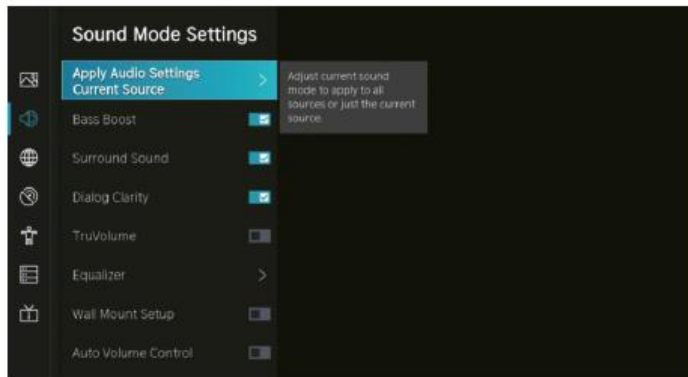 Sound Mode Settings
Apply Audio Settings
Current Source
Adjust current sound
mode to apply to all
sources or just the current
source.
Bass Boost
Surround Sound
Dialog Clarity
TruVolume
Equalizer
Wall Mount Setup
Auto Volume Control